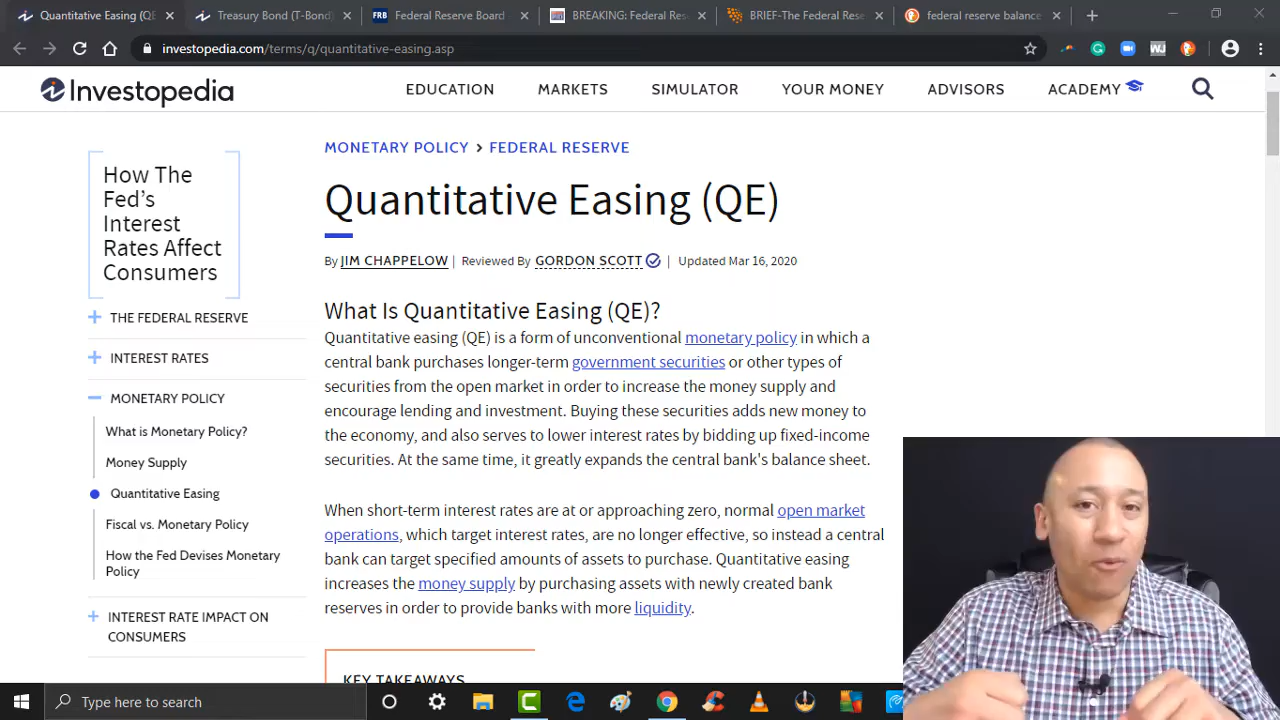 Quantitative Easing (QE
Treasury Bond (T-Bond)
FRB
Federal Reserve Board
BREAKING: Federal Res
BRIEF-The Federal Rese
federal reserve balance
investopedia.com/terms/q/quantitative-easing.asp
WJ
Investopedia
EDUCATION
MARKETS
SIMULATOR
YOUR MONEY
ADVISORS
ACADEMY
MONETARY POLICY > FEDERAL RESERVE
How The
Fed's
Interest
Rates Affect
Consumers
THE FEDERAL RESERVE
INTEREST RATES
MONETARY POLICY
What is Monetary Policy?
Money Supply
Quantitative Easing
Fiscal vs. Monetary Policy
How the Fed Devises Monetary
Policy
INTEREST RATE IMPACT ON
CONSUMERS
Quantitative Easing (QE)
By JIM CHAPPELOW | Reviewed By GORDON SCOTT | Updated Mar 16, 2020
What Is Quantitative Easing (QE)?
Quantitative easing (QE) is a form of unconventional monetary policy in which a
central bank purchases longer-term government securities or other types of
securities from the open market in order to increase the money supply and
encourage lending and investment. Buying these securities adds new money to
the economy, and also serves to lower interest rates by bidding up fixed-income
securities. At the same time, it greatly expands the central bank's balance sheet.
When short-term interest rates are at or approaching zero, normal open market
operations, which target interest rates, are no longer effective, so instead a central
bank can target specified amounts of assets to purchase. Quantitative easing
increases the money supply by purchasing assets with newly created bank
reserves in order to provide banks with more liquidity.
KEY TAKEAWAYS
Type here to search